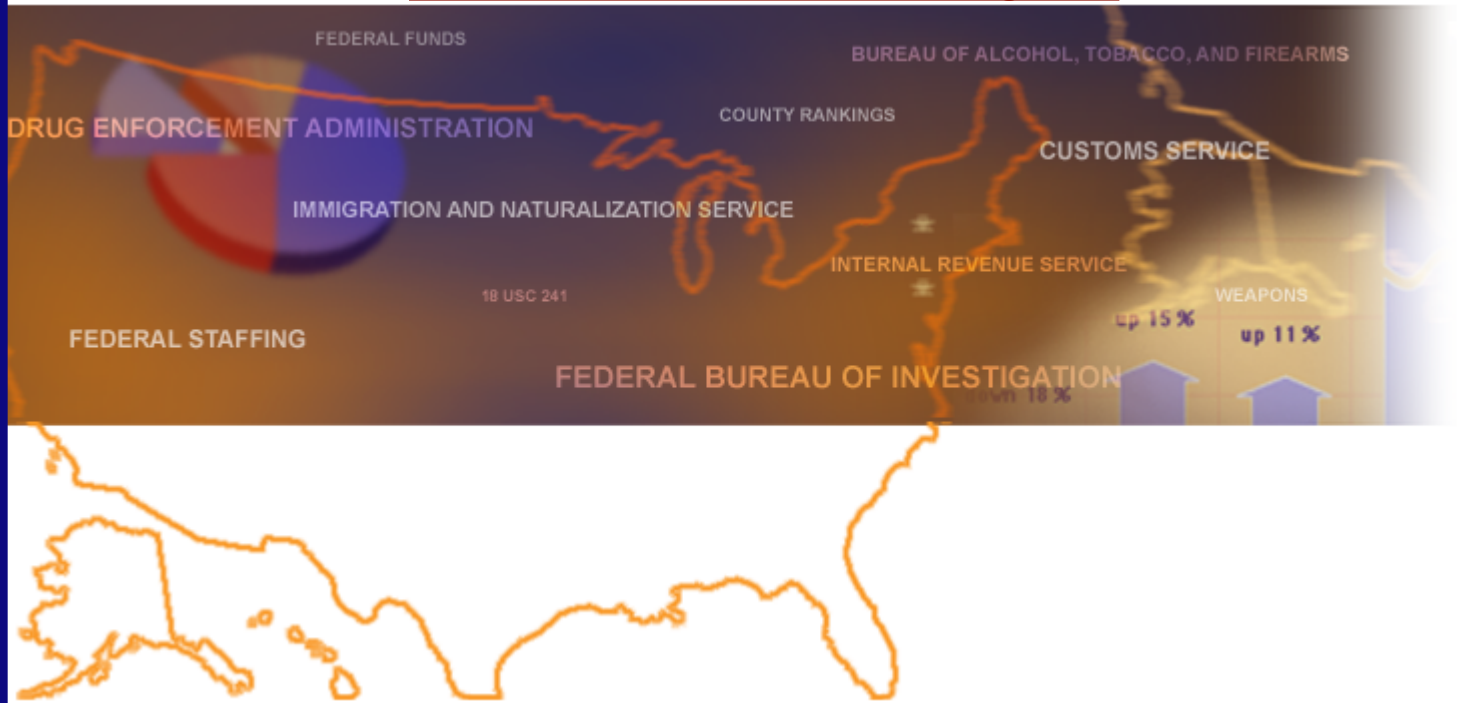 FEDERAL FUNDS
BUREAU OF ALCOHOL, TOBACCO, AND FIREARMS
COUNTY RANKINGS
DRUG ENFORCEMENT ADMINISTRATION
CUSTOMS SERVICE
IMMIGRATION AND NATURALIZATION SERVICE
INTERNAL REVENUE SERVICE
18 USC 241
WEAPONS
up 15%
up 11%
FEDERAL STAFFING
FEDERAL BUREAU OF INVESTIGATION
down 18%